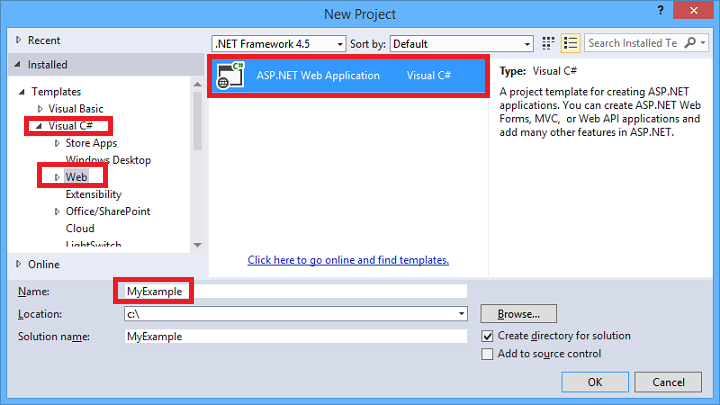 New Project
Recent
.NET Framework 4.5
Sort by:
Default
Search Installed Te
Installed
Templates
Visual Basic
Visual C#
Store Apps
Windows Desktop
Web
Extensibility
Office/SharePoint
Cloud
LightSwitch
Online
C#
ASP.NET Web Application
Visual C#
Click here to go online and find templates.
Type: Visual C#
A project template for creating ASP.NET
applications. You can create ASP.NET Web
Forms, MVC, or Web API applications and
add many other features in ASP.NET.
Name:
MyExample
Location:
c:\
Browse...
Solution name:
MyExample
Create directory for solution
Add to source control
OK
Cancel